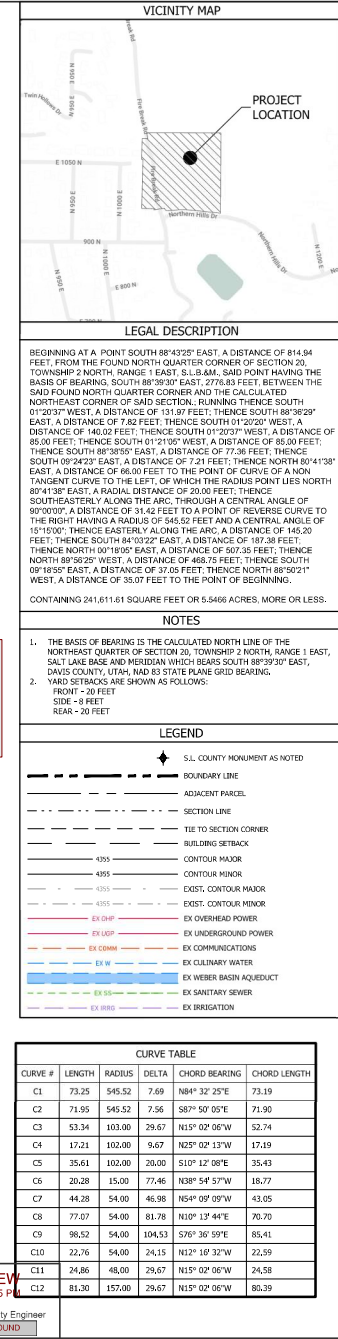 VICINITY MAP
Break Rd
Twin Hollows Dr
N 950 E
Fire Break Rd
PROJECT
LOCATION
E 1050 N
N 950 E
N 1000 E
Fire Break Rd
Northern Hills Dr
900 N
N 1000 E
N 950 E
E 800 N
Northern Hills Dr
N 1200 E
LEGAL DESCRIPTION
BEGINNING AT A POINT SOUTH 88°43'25" EAST, A DISTANCE OF 814.94
FEET, FROM THE FOUND NORTH QUARTER CORNER OF SECTION 20,
TOWNSHIP 2 NORTH, RANGE 1 EAST, S.L.B.&M., SAID POINT HAVING THE
BASIS OF BEARING, SOUTH 88°39'30" EAST, 2776.83 FEET, BETWEEN THE
SAID FOUND NORTH QUARTER CORNER AND THE CALCULATED
NORTHEAST CORNER OF SAID SECTION.; RUNNING THENCE SOUTH
01°20'37" WEST, A DISTANCE OF 131.97 FEET; THENCE SOUTH 88°36'29"
EAST, A DISTANCE OF 7.82 FEET; THENCE SOUTH 01°20'20" WEST, A
DISTANCE OF 140.02 FEET; THENCE SOUTH 01°20'37" WEST, A DISTANCE OF
85.00 FEET; THENCE SOUTH 01°21'05" WEST, A DISTANCE OF 85.00 FEET;
THENCE SOUTH 88°38'55" EAST, A DISTANCE OF 77.36 FEET; THENCE
SOUTH 09°24'23" EAST, A DISTANCE OF 7.21 FEET; THENCE NORTH 80°41'38"
EAST, A DISTANCE OF 66.00 FEET TO THE POINT OF CURVE OF A NON
TANGENT CURVE TO THE LEFT, OF WHICH THE RADIUS POINT LIES NORTH
80°41'38" EAST, A RADIAL DISTANCE OF 20.00 FEET; THENCE
SOUTHEASTERLY ALONG THE ARC, THROUGH A CENTRAL ANGLE OF
90°00'00", A DISTANCE OF 31.42 FEET TO A POINT OF REVERSE CURVE TO
THE RIGHT HAVING A RADIUS OF 545.52 FEET AND A CENTRAL ANGLE OF
15°15'00"; THENCE EASTERLY ALONG THE ARC, A DISTANCE OF 145.20
FEET; THENCE SOUTH 84°03'22" EAST, A DISTANCE OF 187.38 FEET;
THENCE NORTH 00°18'05" EAST, A DISTANCE OF 507.35 FEET; THENCE
NORTH 89°56'25" WEST, A DISTANCE OF 468.75 FEET; THENCE SOUTH
09°18'55" EAST, A DISTANCE OF 37.05 FEET; THENCE NORTH 88°50'21"
WEST, A DISTANCE OF 35.07 FEET TO THE POINT OF BEGINNING.
CONTAINING 241,611.61 SQUARE FEET OR 5.5466 ACRES, MORE OR LESS.
NOTES
1. THE BASIS OF BEARING IS THE CALCULATED NORTH LINE OF THE
NORTHEAST QUARTER OF SECTION 20, TOWNSHIP 2 NORTH, RANGE 1 EAST,
SALT LAKE BASE AND MERIDIAN WHICH BEARS SOUTH 88°39'30" EAST,
DAVIS COUNTY, UTAH, NAD 83 STATE PLANE GRID BEARING.
2. YARD SETBACKS ARE SHOWN AS FOLLOWS:
FRONT - 20 FEET
SIDE - 8 FEET
REAR - 20 FEET
LEGEND
S.L. COUNTY MONUMENT AS NOTED
BOUNDARY LINE
ADJACENT PARCEL
SECTION LINE
TIE TO SECTION CORNER
BUILDING SETBACK
4355 CONTOUR MAJOR
4355 CONTOUR MINOR
4355 EXIST. CONTOUR MAJOR
4355 EXIST. CONTOUR MINOR
EX OHP EX OVERHEAD POWER
EX UGP EX UNDERGROUND POWER
EX COMM EX COMMUNICATIONS
EX W EX CULINARY WATER
EX WEBER BASIN AQUEDUCT
EX SS EX SANITARY SEWER
EX IRRG EX IRRIGATION
CURVE TABLE
CURVE # LENGTH RADIUS DELTA CHORD BEARING CHORD LENGTH
C1 73.25 545.52 7.69 N84° 32' 25"E 73.19
C2 71.95 545.52 7.56 S87° 50' 05"E 71.90
C3 53.34 103.00 29.67 N15° 02' 06"W 52.74
C4 17.21 102.00 9.67 N25° 02' 13"W 17.19
C5 35.61 102.00 20.00 S10° 12' 08"E 35.43
C6 20.28 15.00 77.46 N38° 54' 57"W 18.77
C7 44.28 54.00 46.98 N54° 09' 09"W 43.05
C8 77.07 54.00 81.78 N10° 13' 44"E 70.70
C9 98.52 54.00 104.53 S76° 36' 59"E 85.41
C10 22.76 54.00 24.15 N12° 16' 32"W 22.59
C11 24.86 48.00 29.67 N15° 02' 06"W 24.58
C12 81.30 157.00 29.67 N15° 02' 06"W 80.39
EW
5 PM
ty Engineer
OUND